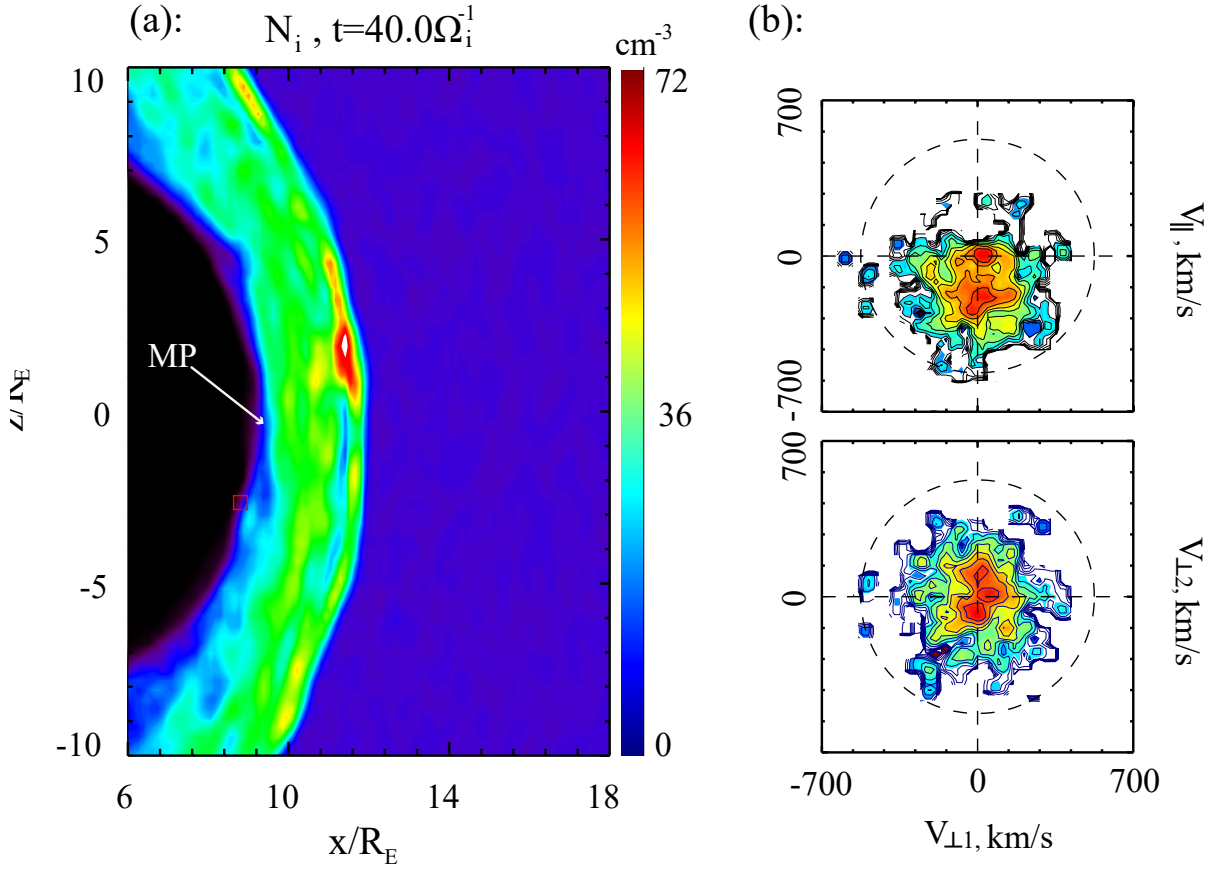 (a):
N_i , t=40.0Ω_i^-1
cm^-3
(b):
10
5
0
-5
-10
Z/R_E
MP
6
10
14
18
x/R_E
72
36
0
700
0
-700
V_||, km/s
700
0
V_⊥2, km/s
-700
0
700
V_⊥1, km/s